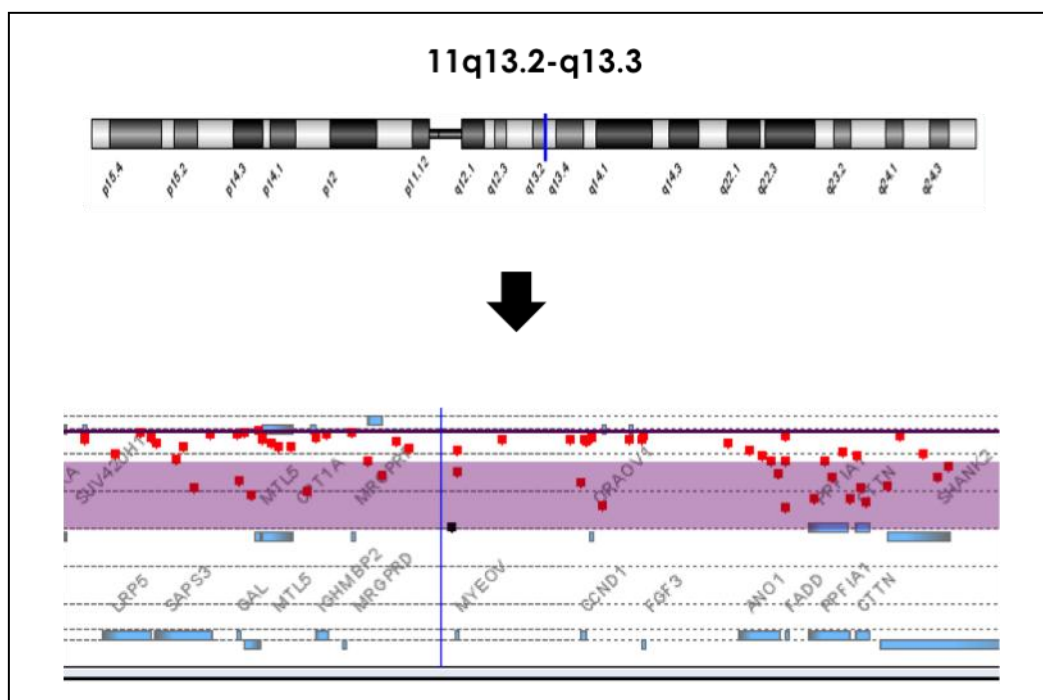 11q13.2-q13.3
p15.4 p15.2 p14.3 p14.1 p12 p11.12 q12.1 q12.3 q13.2 q13.4 q14.1 q14.3 q22.1 q22.3 q23.2 q24.1 q24.3
SUV420H1 MTL5 CPT1A MRGPRF ORAOV1 PPFIA1 CTTN SHANK2
LRP5 SAPS3 GAL MTL5 IGHMBP2 MRGPRD MYEOV CCND1 FGF3 ANO1 FADD PPFIA1 CTTN